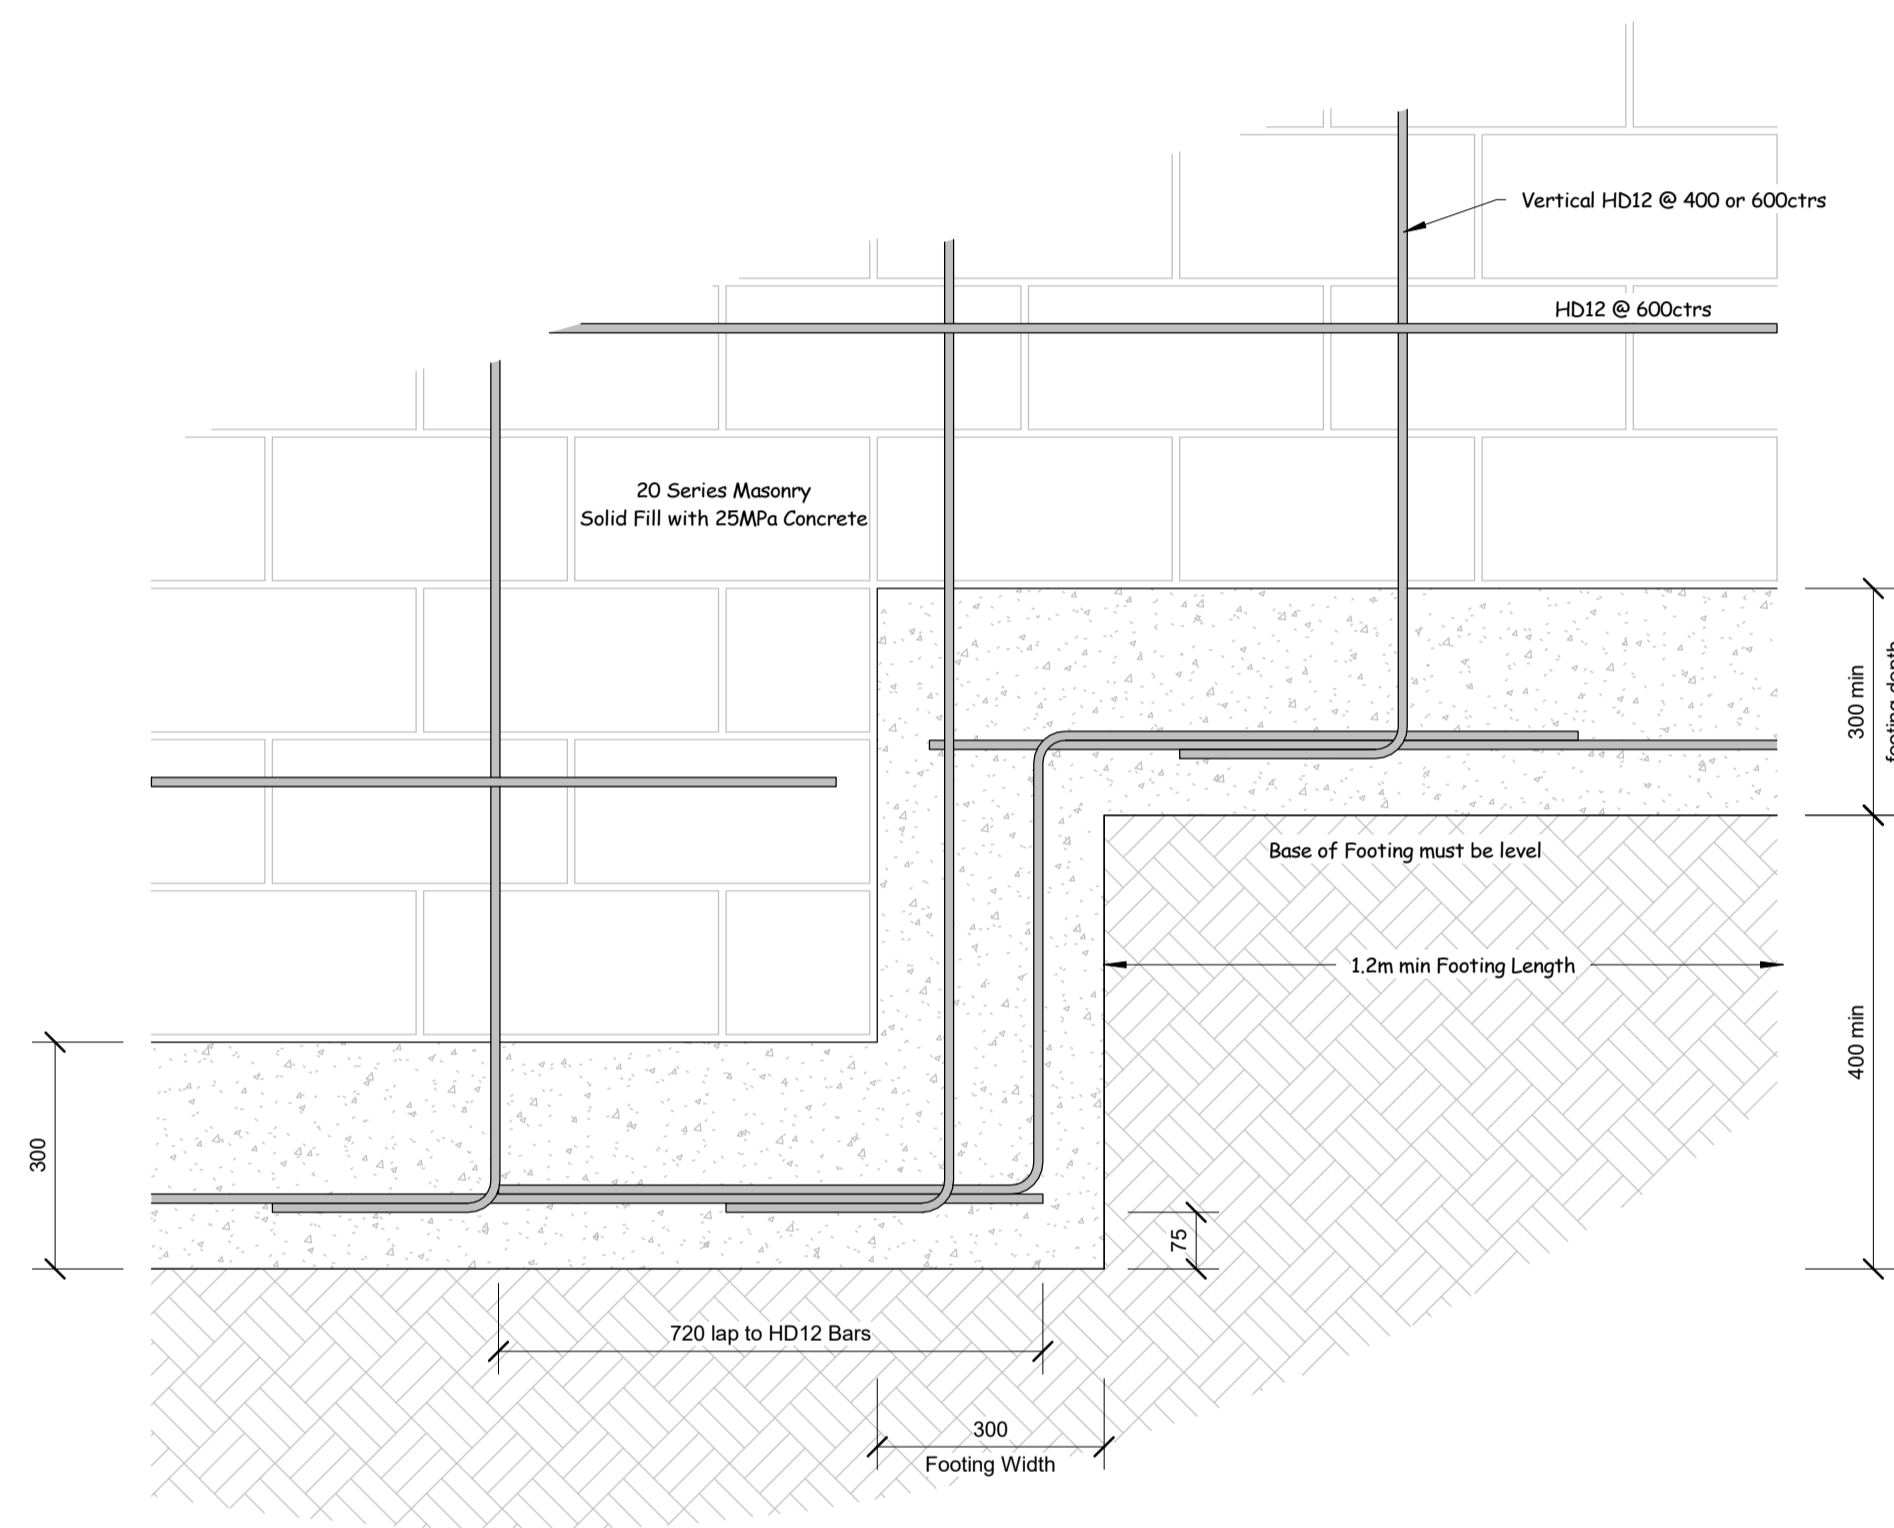 Vertical HD12 @ 400 or 600ctrs
HD12 @ 600ctrs
20 Series Masonry
Solid Fill with 25MPa Concrete
300 min
Base of Footing must be level
1.2m min Footing Length
400 min
300
75
720 lap to HD12 Bars
300
Footing Width